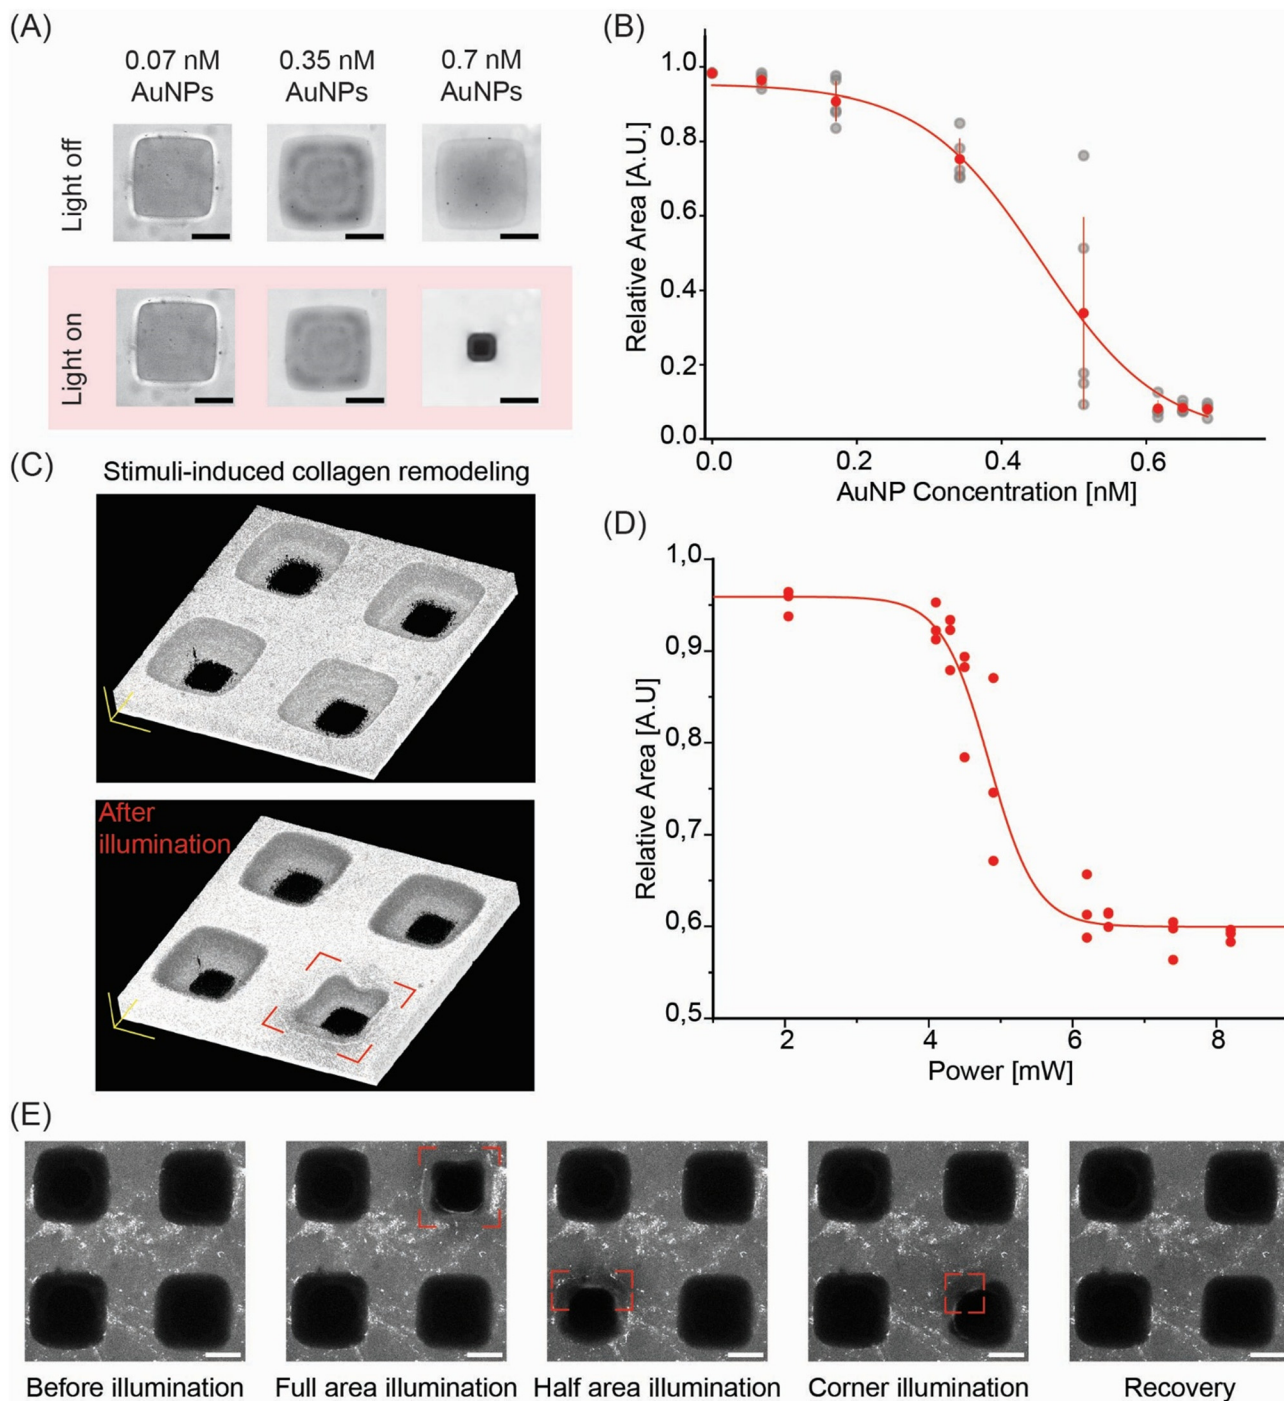 (A)
0.07 nM
AuNPs
0.35 nM
AuNPs
0.7 nM
AuNPs
Light off
Light on
(B)
Relative Area [A.U.]
1.0
0.8
0.6
0.4
0.2
0.0
0.0 0.2 0.4 0.6
AuNP Concentration [nM]
(C)
Stimuli-induced collagen remodeling
After
illumination
(D)
Relative Area [A.U]
1,0
0,9
0,8
0,7
0,6
0,5
2 4 6 8
Power [mW]
(E)
Before illumination
Full area illumination
Half area illumination
Corner illumination
Recovery